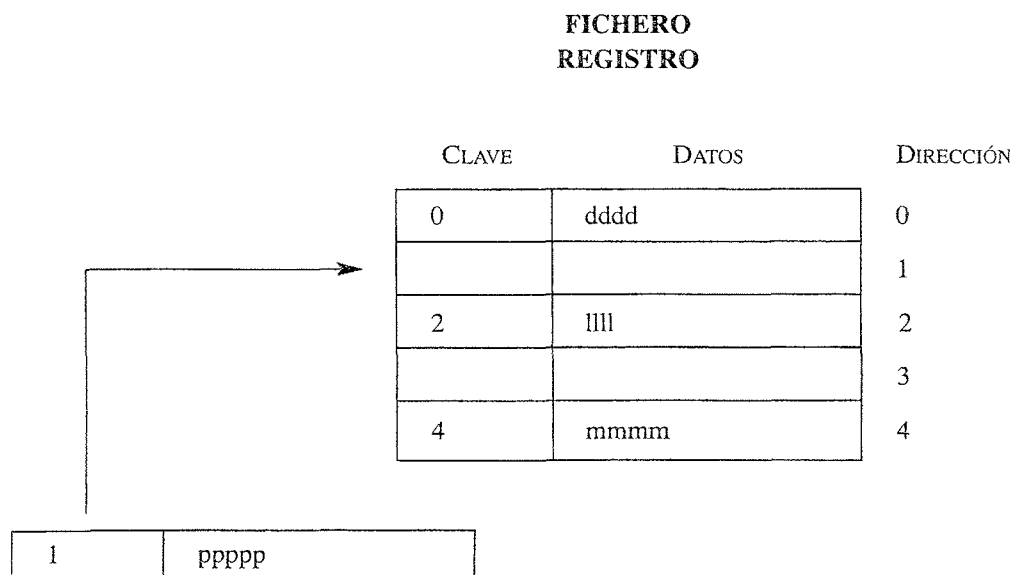 FICHERO
REGISTRO
CLAVE DATOS DIRECCIÓN
0 dddd 0
1
2 llll 2
3
4 mmmm 4
1 ppppp